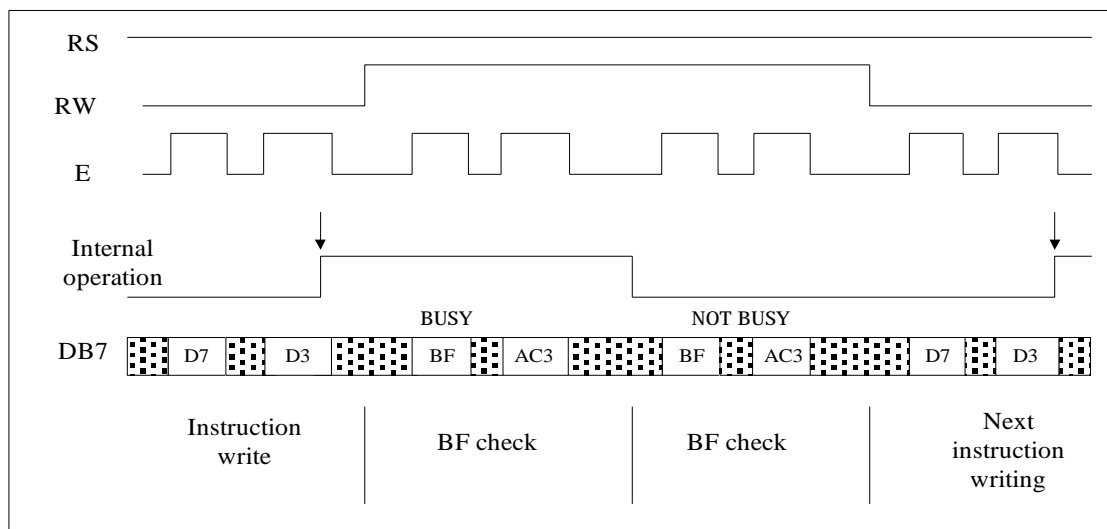 RS
RW
E
Internal
operation
BUSY
NOT BUSY
DB7
D7
D3
BF
AC3
BF
AC3
D7
D3
Instruction
write
BF check
BF check
Next
instruction
writing